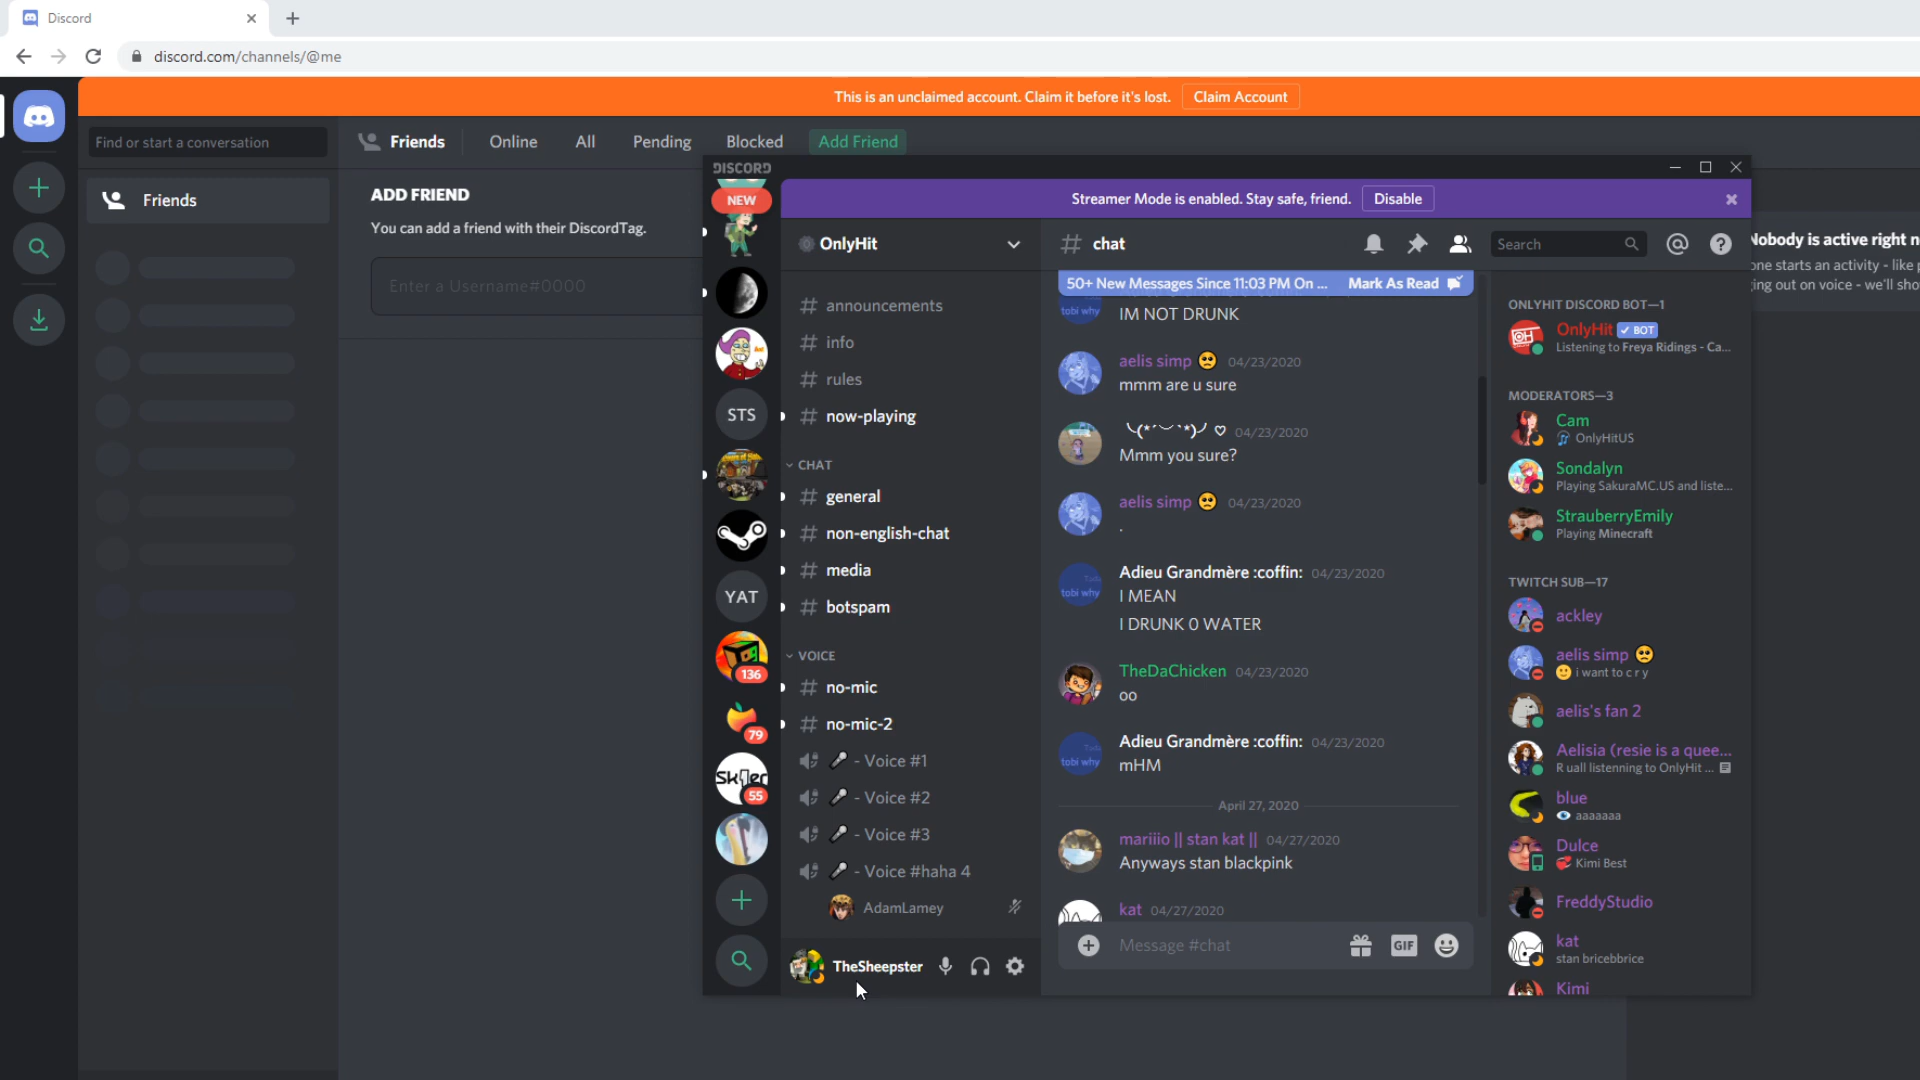 Discord
discord.com/channels/@me
This is an unclaimed account. Claim it before it's lost. Claim Account
Find or start a conversation
Friends Online All Pending Blocked Add Friend
Friends
ADD FRIEND
You can add a friend with their DiscordTag.
Enter a Username#0000
Nobody is active right n
one starts an activity - like p
ing out on voice - we'll sho
DISCORD
Streamer Mode is enabled. Stay safe, friend. Disable
NEW
STS
YAT
136
79
Sk1er
55
OnlyHit
announcements
info
rules
now-playing
CHAT
general
non-english-chat
media
botspam
VOICE
no-mic
no-mic-2
- Voice #1
- Voice #2
- Voice #3
- Voice #haha 4
AdamLamey
TheSheepster
# chat
Search
50+ New Messages Since 11:03 PM On ... Mark As Read
tobi why
IM NOT DRUNK
aelis simp 🥺 04/23/2020
mmm are u sure
04/23/2020
Mmm you sure?
aelis simp 🥺 04/23/2020
.
Adieu Grandmère :coffin: 04/23/2020
tobi why
I MEAN
I DRUNK 0 WATER
TheDaChicken 04/23/2020
oo
Adieu Grandmère :coffin: 04/23/2020
tobi why
mHM
April 27, 2020
mariiio || stan kat || 04/27/2020
Anyways stan blackpink
kat 04/27/2020
Message #chat
GIF
ONLYHIT DISCORD BOT—1
OnlyHit BOT
Listening to Freya Ridings - Ca...
MODERATORS—3
Cam
OnlyHitUS
Sondalyn
Playing SakuraMC.US and liste...
StrauberryEmily
Playing Minecraft
TWITCH SUB—17
ackley
aelis simp 🥺
i want to c r y
aelis's fan 2
Aelisia (resie is a quee...
R uall listenning to OnlyHit ...
blue
aaaaaaa
Dulce
Kimi Best
FreddyStudio
kat
stan bricebbrice
Kimi